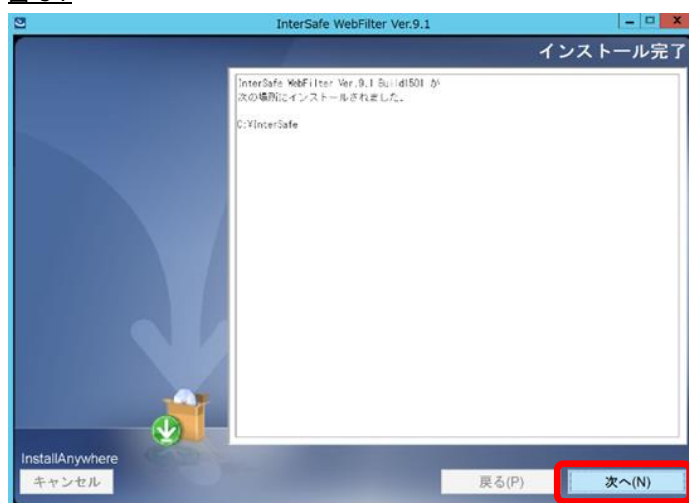 InterSafe WebFilter Ver.9.1
インストール完了
InterSafe WebFilter Ver.9.1 Build1501 が
次の場所にインストールされました。
C:¥InterSafe
InstallAnywhere
キャンセル
戻る(P)
次へ(N)